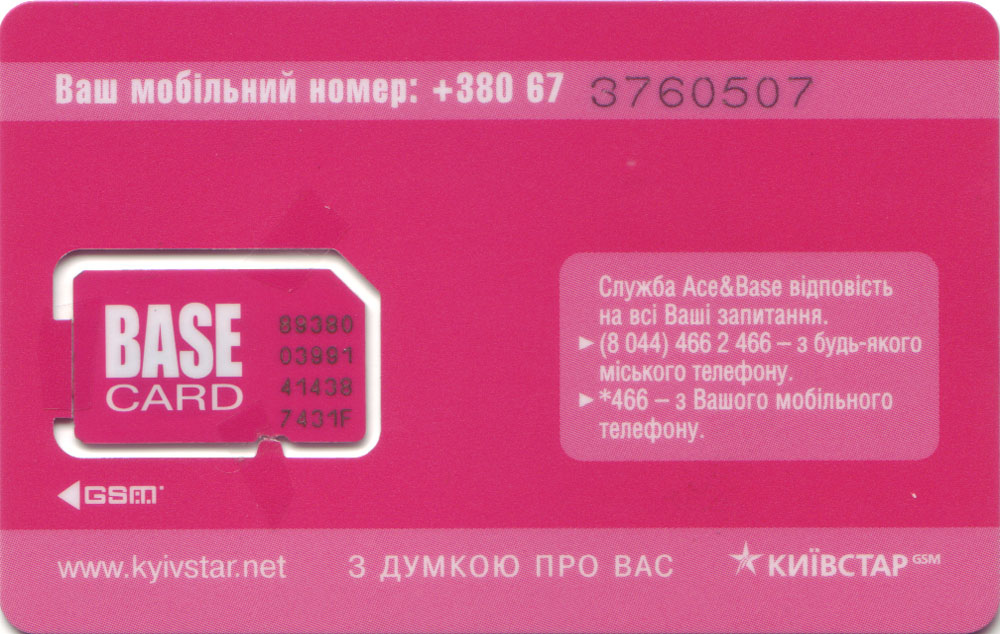 Ваш мобільний номер: +380 67 3760507
BASE
CARD
89380
03991
41438
7431F
Служба Ace&Base відповість
на всі Ваші запитання.
►(8 044) 466 2 466 – з будь-якого
міського телефону.
►*466 – з Вашого мобільного
телефону.
GSM
www.kyivstar.net З ДУМКОЮ ПРО ВАС КИЇВСТАР GSM